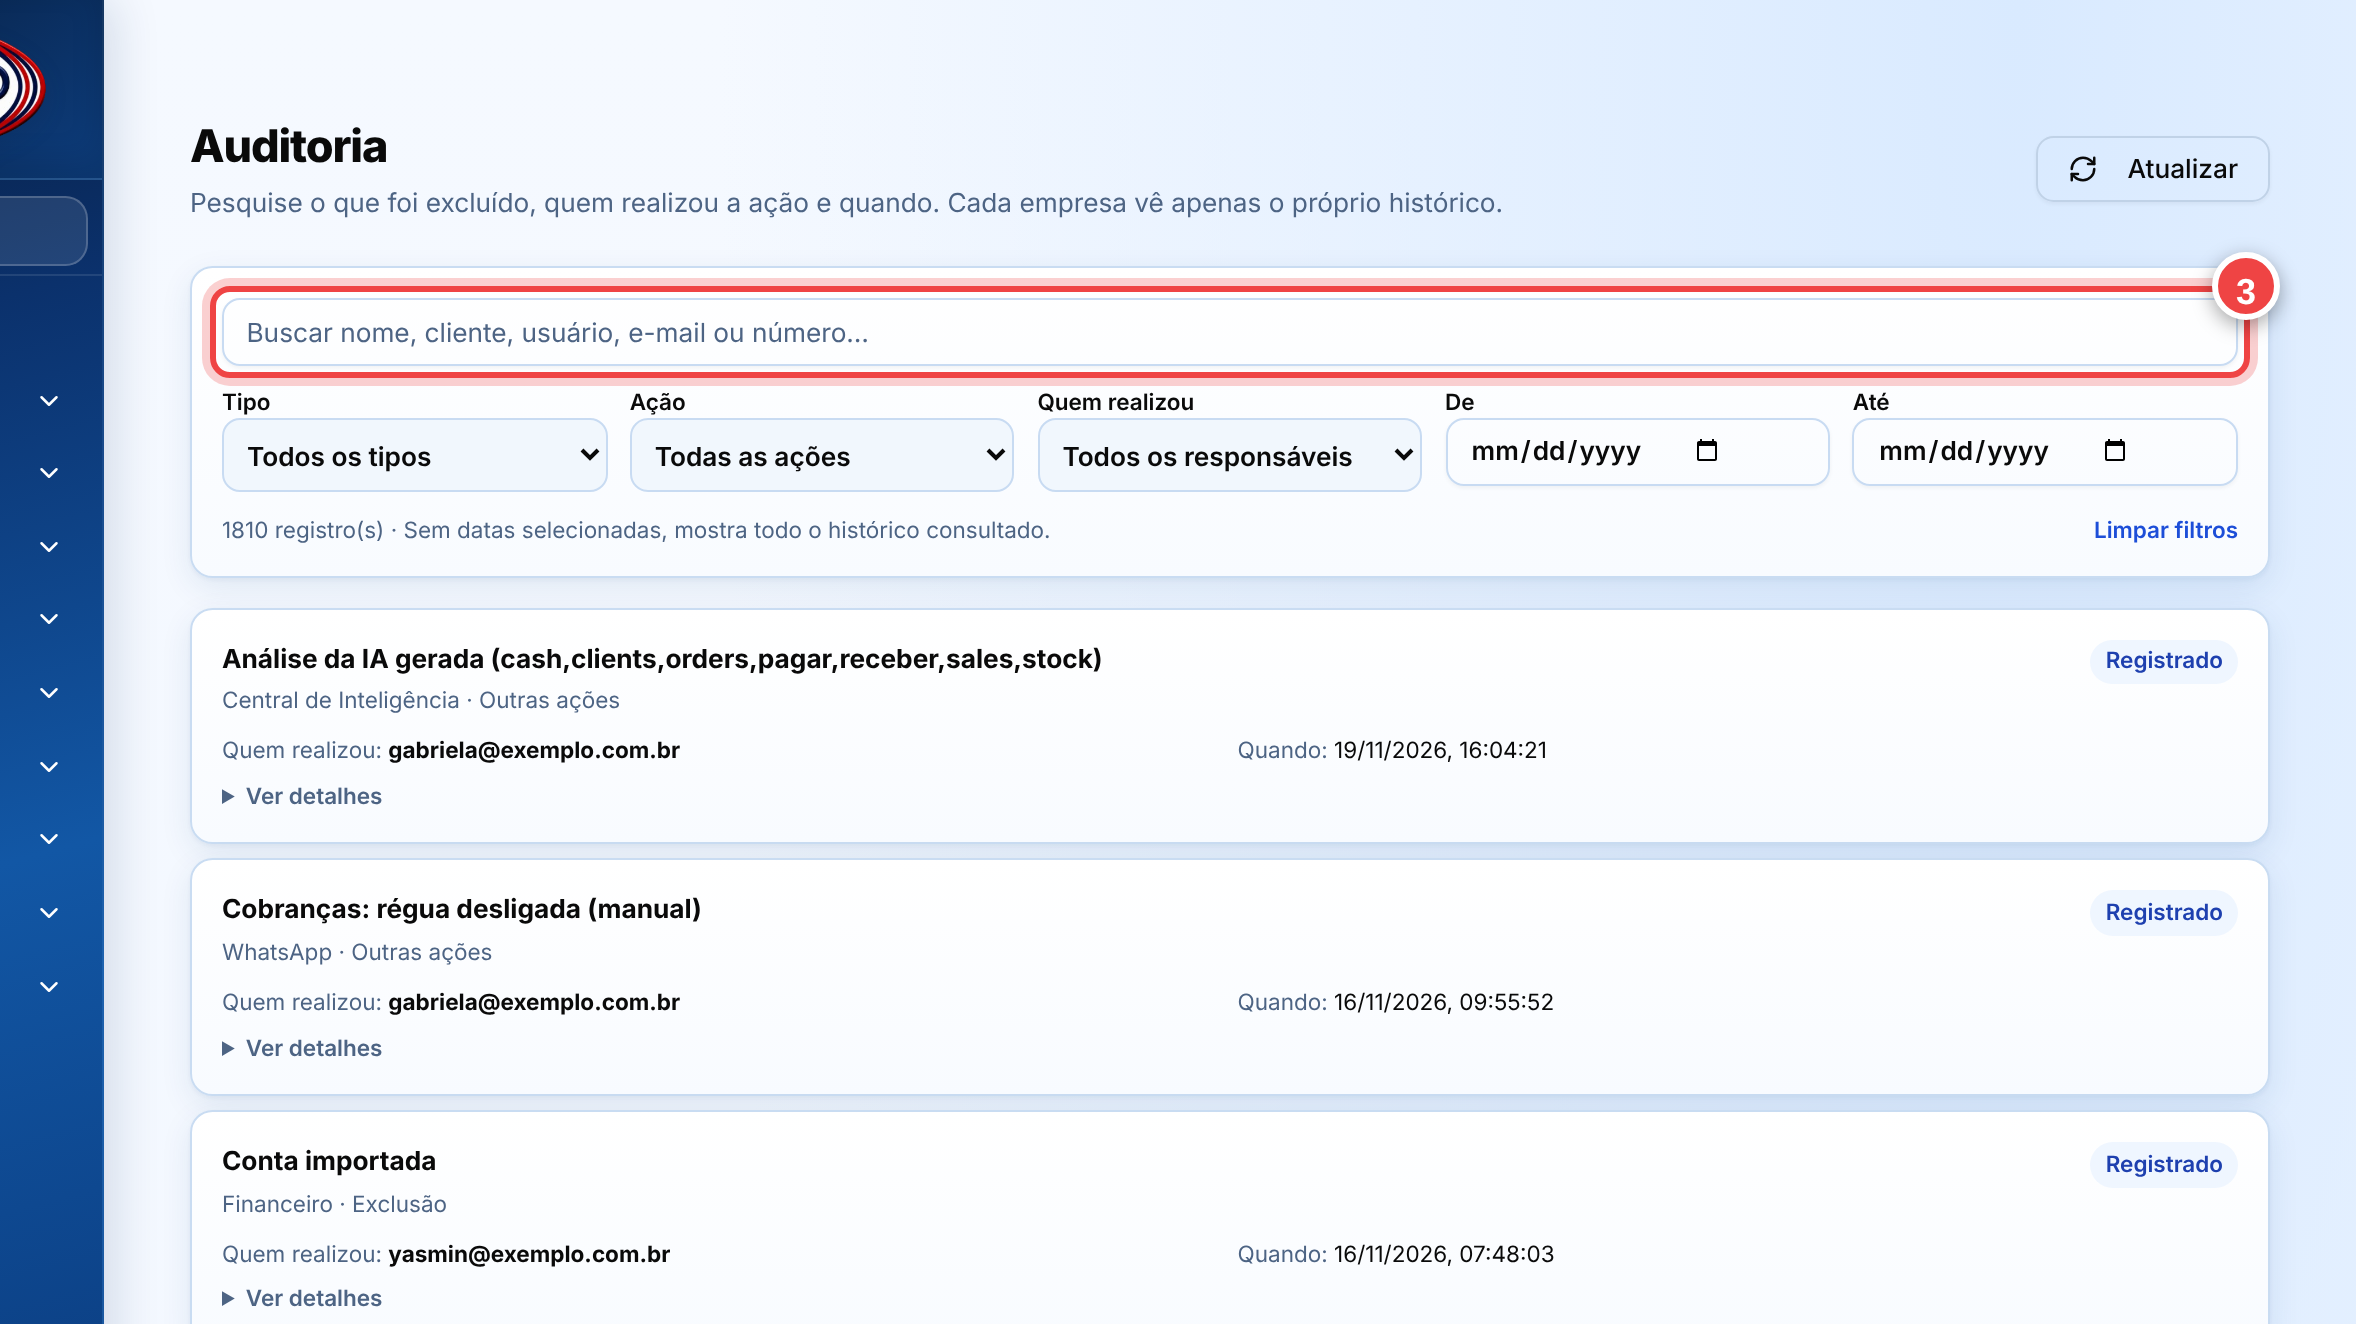 Auditoria
Pesquise o que foi excluído, quem realizou a ação e quando. Cada empresa vê apenas o próprio histórico.
Atualizar
3
Buscar nome, cliente, usuário, e-mail ou número...
Tipo
Ação
Quem realizou
De
Até
Todos os tipos
Todas as ações
Todos os responsáveis
mm/dd/yyyy
mm/dd/yyyy
1810 registro(s) · Sem datas selecionadas, mostra todo o histórico consultado.
Limpar filtros
Análise da IA gerada (cash,clients,orders,pagar,receber,sales,stock)
Registrado
Central de Inteligência · Outras ações
Quem realizou: gabriela@exemplo.com.br
Quando: 19/11/2026, 16:04:21
Ver detalhes
Cobranças: régua desligada (manual)
Registrado
WhatsApp · Outras ações
Quem realizou: gabriela@exemplo.com.br
Quando: 16/11/2026, 09:55:52
Ver detalhes
Conta importada
Registrado
Financeiro · Exclusão
Quem realizou: yasmin@exemplo.com.br
Quando: 16/11/2026, 07:48:03
Ver detalhes